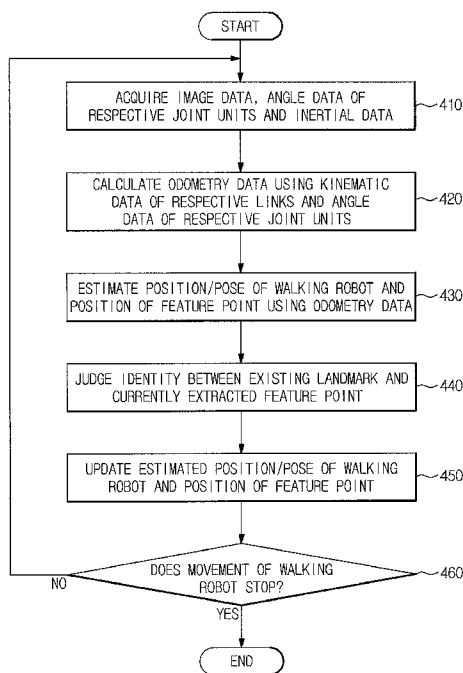 START
ACQUIRE IMAGE DATA, ANGLE DATA OF
RESPECTIVE JOINT UNITS AND INERTIAL DATA
410
CALCULATE ODOMETRY DATA USING KINEMATIC
DATA OF RESPECTIVE LINKS AND ANGLE
DATA OF RESPECTIVE JOINT UNITS
420
ESTIMATE POSITION/POSE OF WALKING ROBOT AND
POSITION OF FEATURE POINT USING ODOMETRY DATA
430
JUDGE IDENTITY BETWEEN EXISTING LANDMARK AND
CURRENTLY EXTRACTED FEATURE POINT
440
UPDATE ESTIMATED POSITION/POSE OF WALKING
ROBOT AND POSITION OF FEATURE POINT
450
DOES MOVEMENT OF WALKING
ROBOT STOP?
460
NO
YES
END